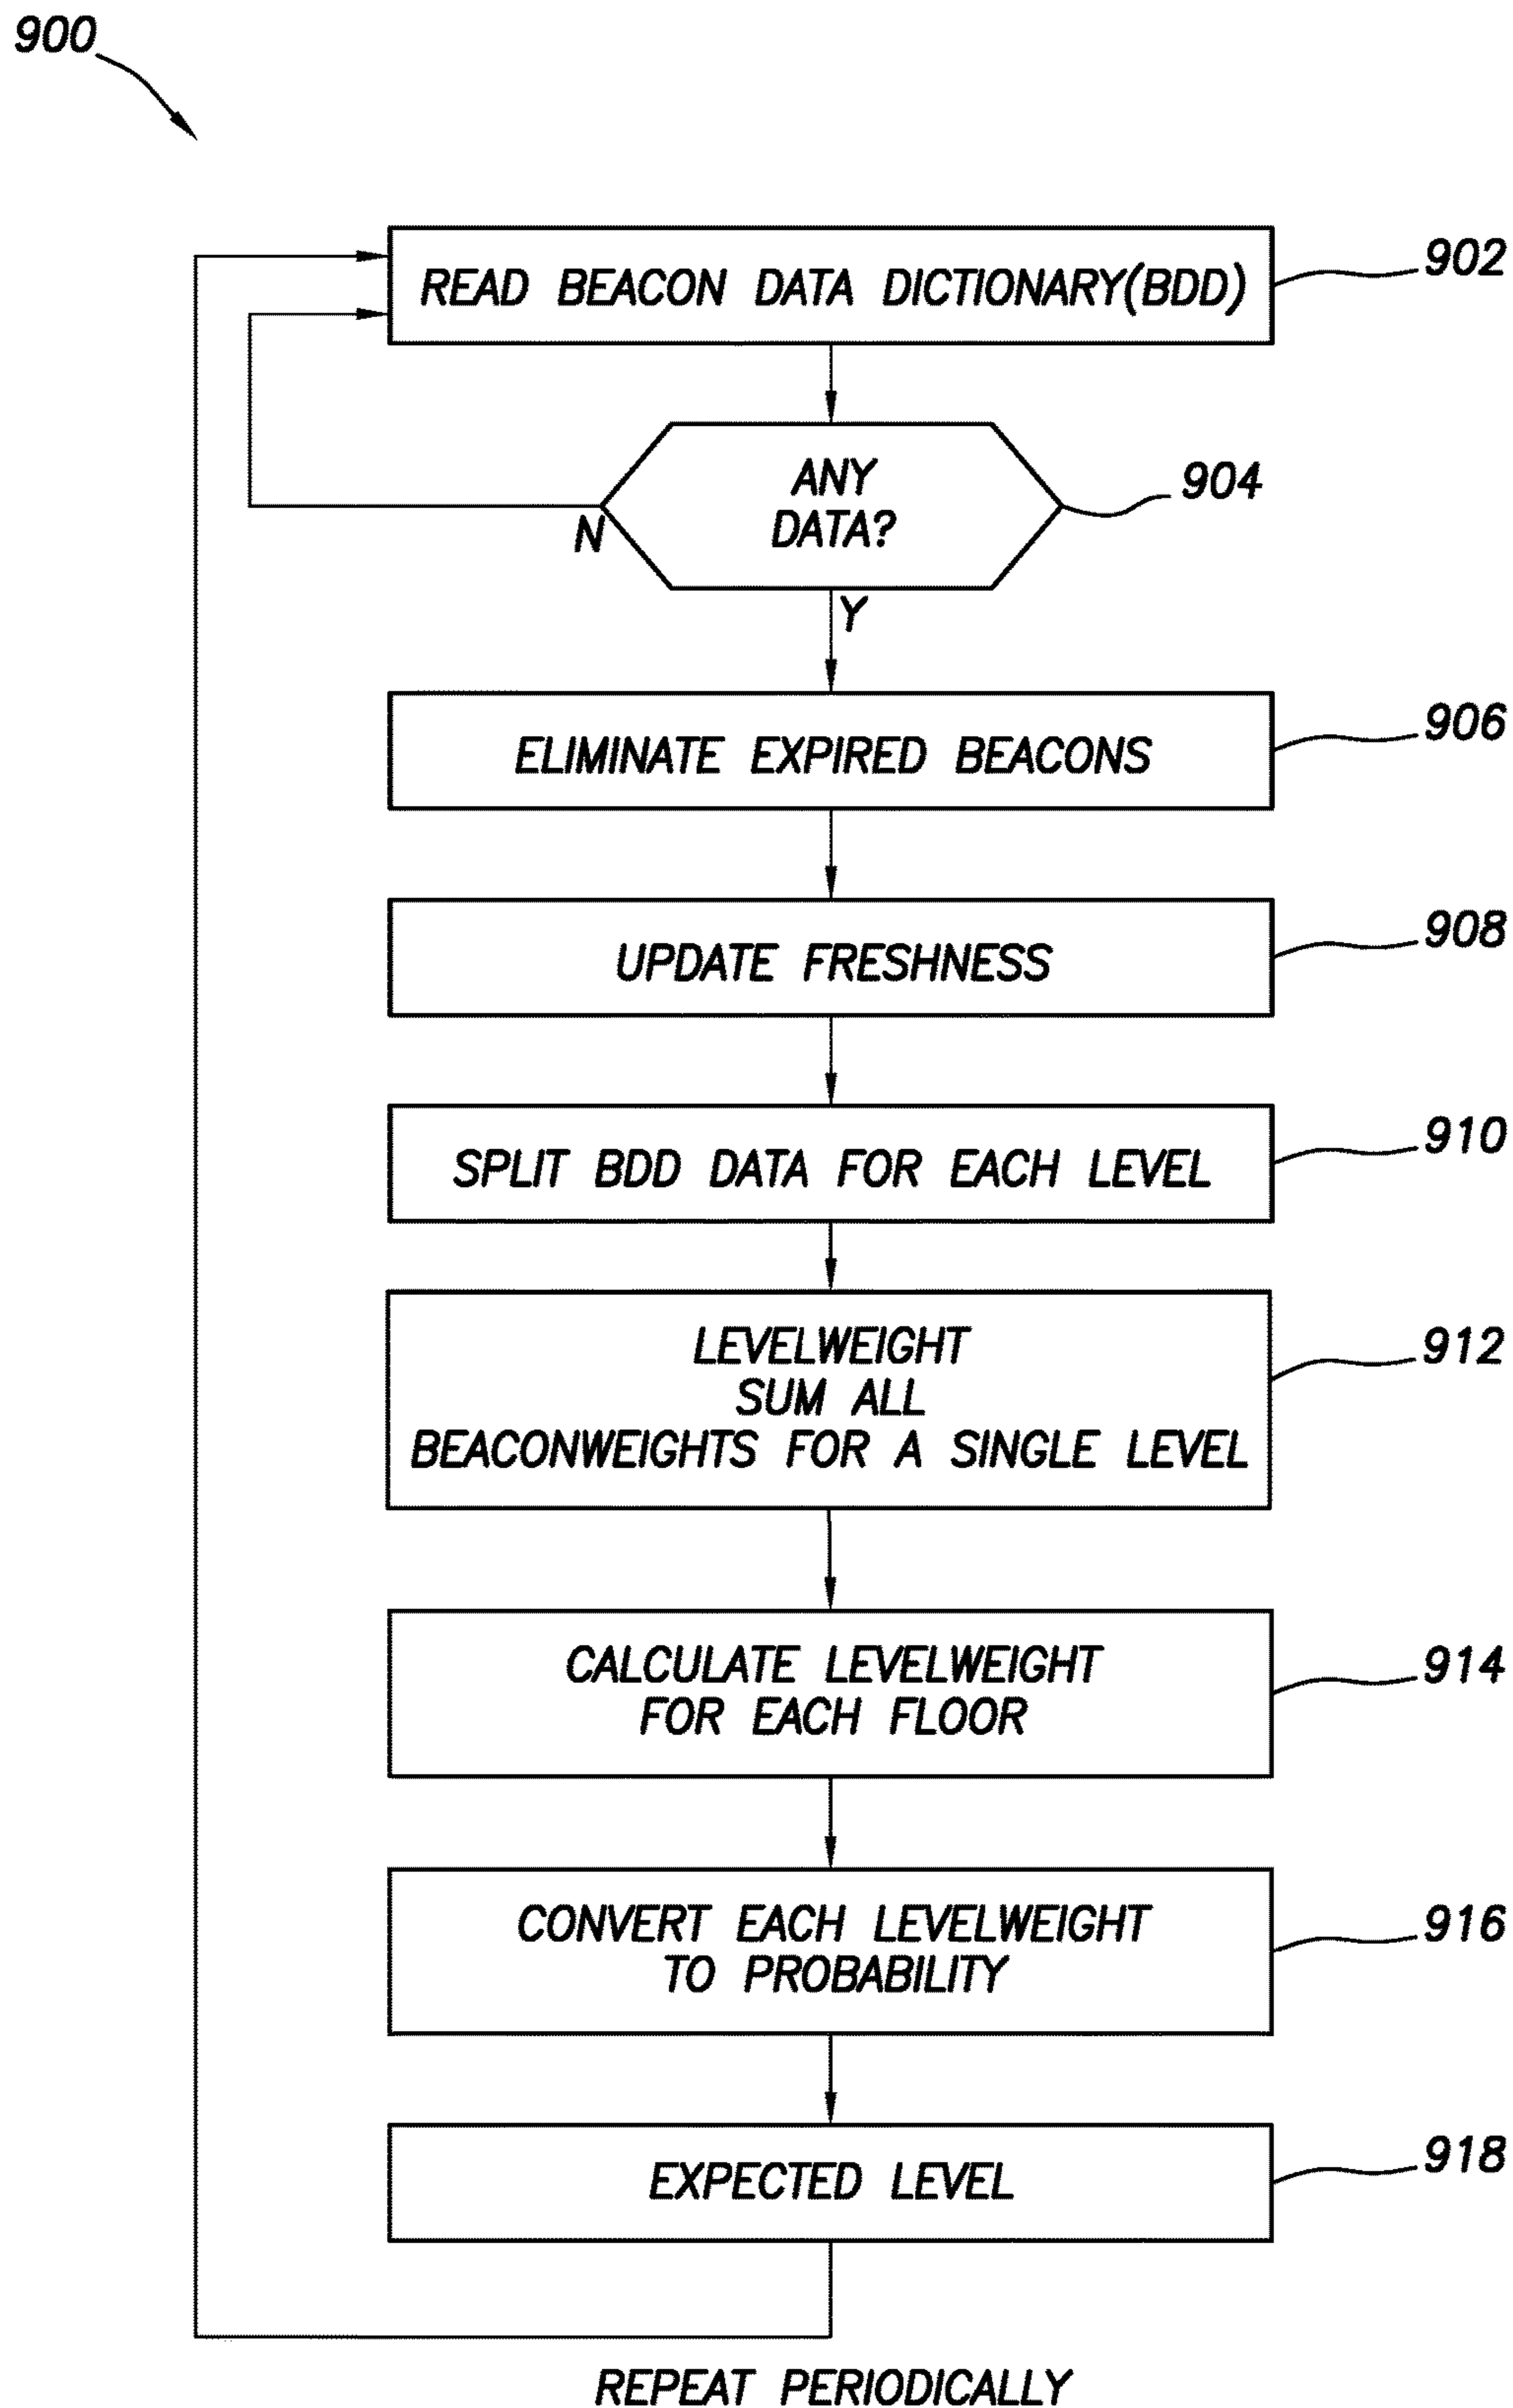 900
READ BEACON DATA DICTIONARY(BDD)
902
ANY
DATA?
904
N
Y
ELIMINATE EXPIRED BEACONS
906
UPDATE FRESHNESS
908
SPLIT BDD DATA FOR EACH LEVEL
910
LEVELWEIGHT
SUM ALL
BEACONWEIGHTS FOR A SINGLE LEVEL
912
CALCULATE LEVELWEIGHT
FOR EACH FLOOR
914
CONVERT EACH LEVELWEIGHT
TO PROBABILITY
916
EXPECTED LEVEL
918
REPEAT PERIODICALLY